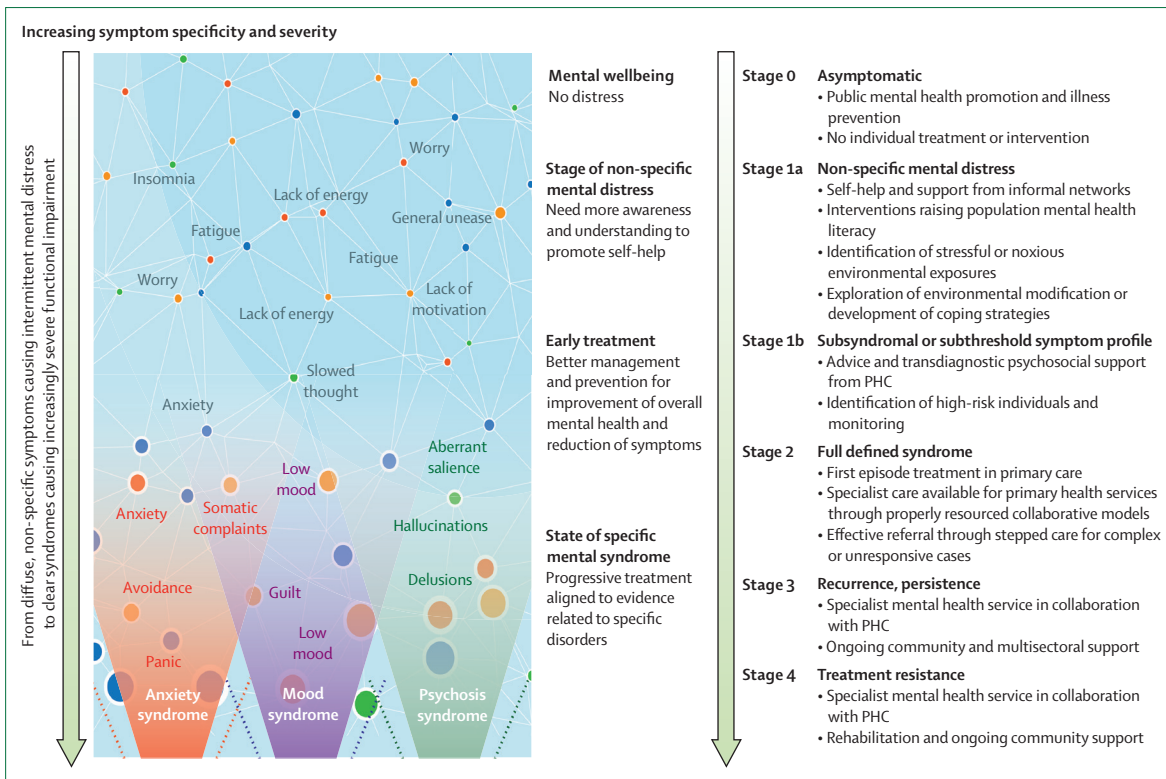 Increasing symptom specificity and severity
From diffuse, non-specific symptoms causing intermittent mental distress
to clear syndromes causing increasingly severe functional impairment
Worry
Insomnia
Lack of energy
General unease
Fatigue
Fatigue
Worry
Lack of energy
Lack of
motivation
Slowed
thought
Anxiety
Aberrant
salience
Low
mood
Anxiety
Somatic
complaints
Hallucinations
Avoidance
Guilt
Delusions
Low
mood
Panic
Anxiety
syndrome
Mood
syndrome
Psychosis
syndrome
Mental wellbeing
No distress
Stage of non-specific
mental distress
Need more awareness
and understanding to
promote self-help
Early treatment
Better management
and prevention for
improvement of overall
mental health and
reduction of symptoms
State of specific
mental syndrome
Progressive treatment
aligned to evidence
related to specific
disorders
Stage 0 Asymptomatic
• Public mental health promotion and illness
prevention
• No individual treatment or intervention
Stage 1a Non-specific mental distress
• Self-help and support from informal networks
• Interventions raising population mental health
literacy
• Identification of stressful or noxious
environmental exposures
• Exploration of environmental modification or
development of coping strategies
Stage 1b Subsyndromal or subthreshold symptom profile
• Advice and transdiagnostic psychosocial support
from PHC
• Identification of high-risk individuals and
monitoring
Stage 2 Full defined syndrome
• First episode treatment in primary care
• Specialist care available for primary health services
through properly resourced collaborative models
• Effective referral through stepped care for complex
or unresponsive cases
Stage 3 Recurrence, persistence
• Specialist mental health service in collaboration
with PHC
• Ongoing community and multisectoral support
Stage 4 Treatment resistance
• Specialist mental health service in collaboration
with PHC
• Rehabilitation and ongoing community support